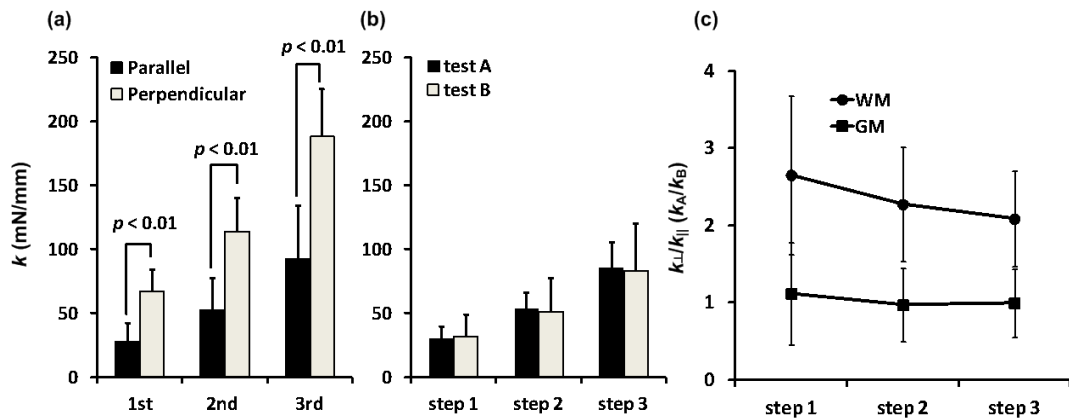 (a)
p < 0.01
250
Parallel
Perpendicular
p < 0.01
200
p < 0.01
150
100
50
0
k (mN/mm)
1st 2nd 3rd
(b)
250
test A
test B
200
150
100
50
0
step 1 step 2 step 3
(c)
4
WM
GM
3
2
1
0
k⊥/k|| (kA/kB)
step 1 step 2 step 3